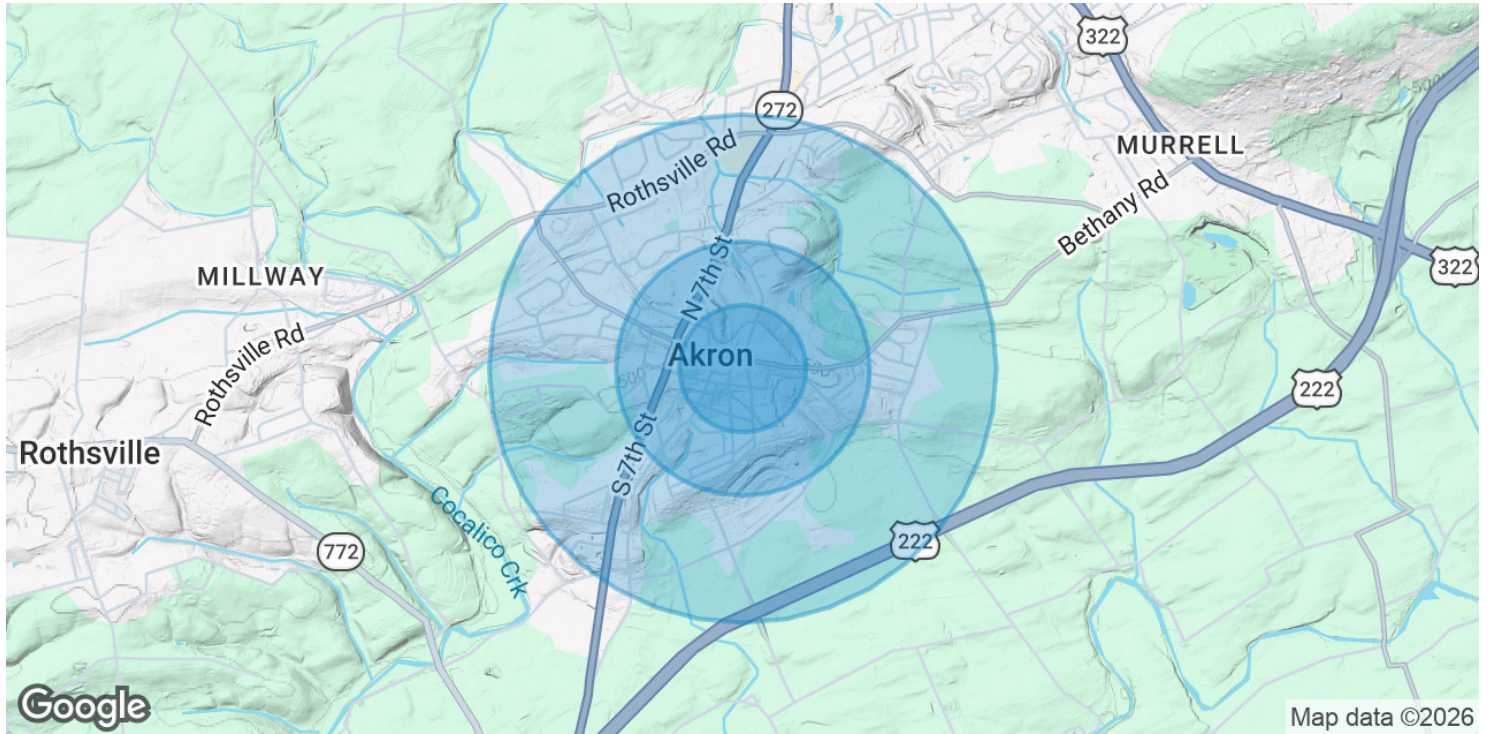 322
272
Rothsville Rd
MURRELL
Bethany Rd
MILLWAY
N 7th St
322
Rothsville Rd
Akron
500
222
Rothsville
S 7th St
Cocalico Crk
222
772
Google
Map data ©2026